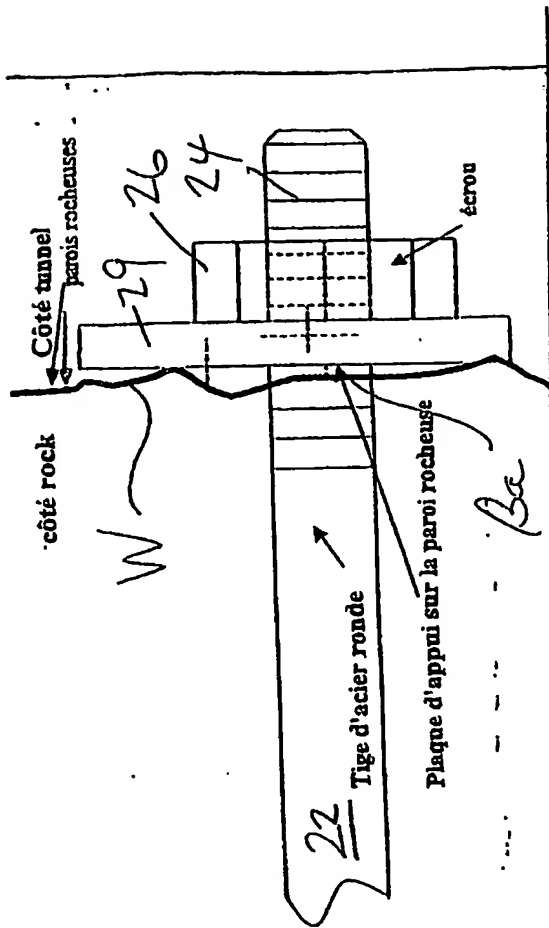 côté rock
Côté tunnel
parois rocheuses
W
29
26
24
écrou
22
Tige d'acier ronde
Plaque d'appui sur la paroi rocheuse